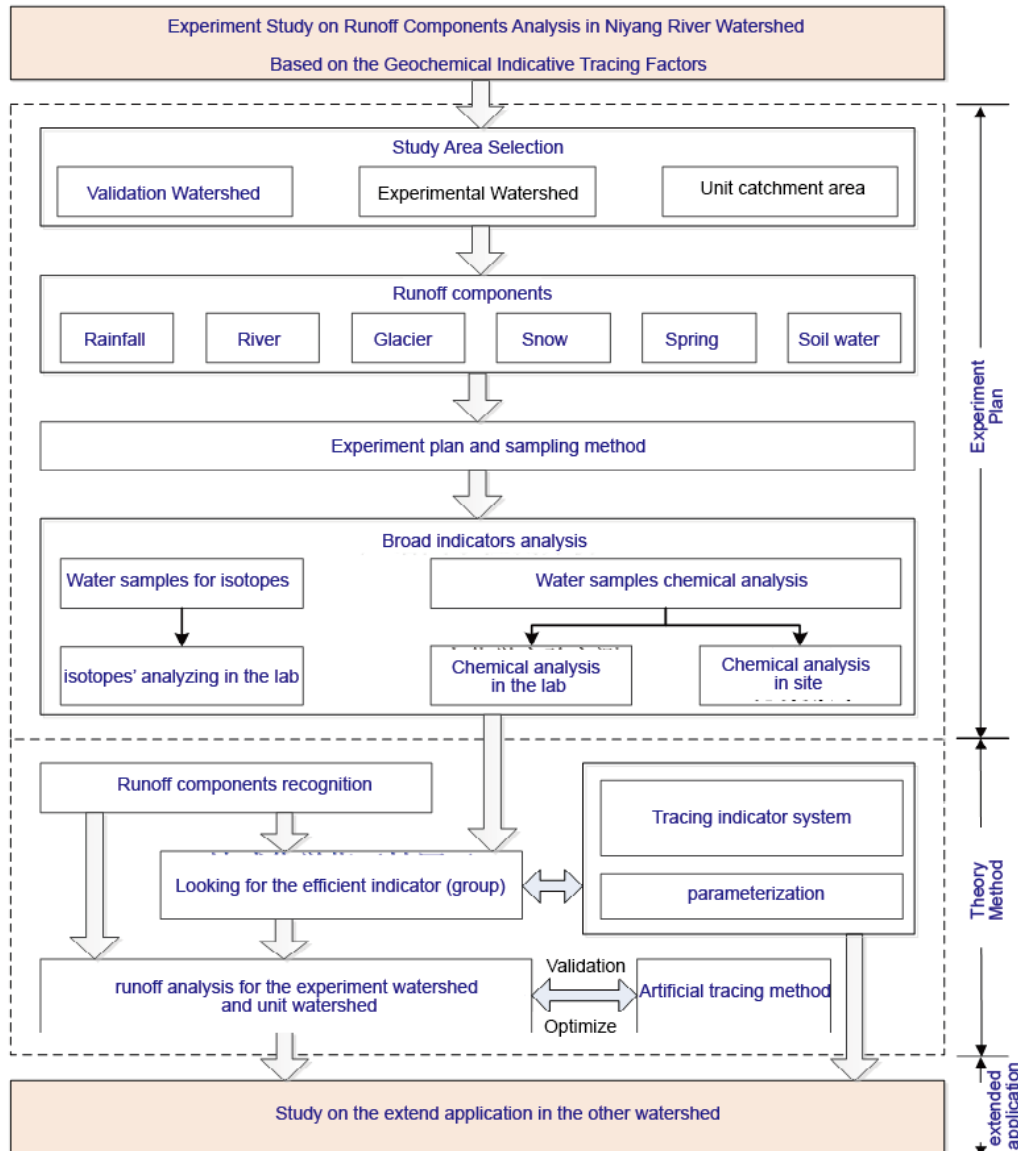 Experiment Study on Runoff Components Analysis in Niyang River Watershed
Based on the Geochemical Indicative Tracing Factors
Study Area Selection
Validation Watershed
Experimental Watershed
Unit catchment area
Runoff components
Rainfall
River
Glacier
Snow
Spring
Soil water
Experiment plan and sampling method
Broad indicators analysis
Water samples for isotopes
Water samples chemical analysis
isotopes' analyzing in the lab
Chemical analysis
in the lab
Chemical analysis
in site
Experiment
Plan
Runoff components recognition
Tracing indicator system
Looking for the efficient indicator (group)
parameterization
runoff analysis for the experiment watershed
and unit watershed
Validation
Optimize
Artificial tracing method
Theory
Method
Study on the extend application in the other watershed
extended
application